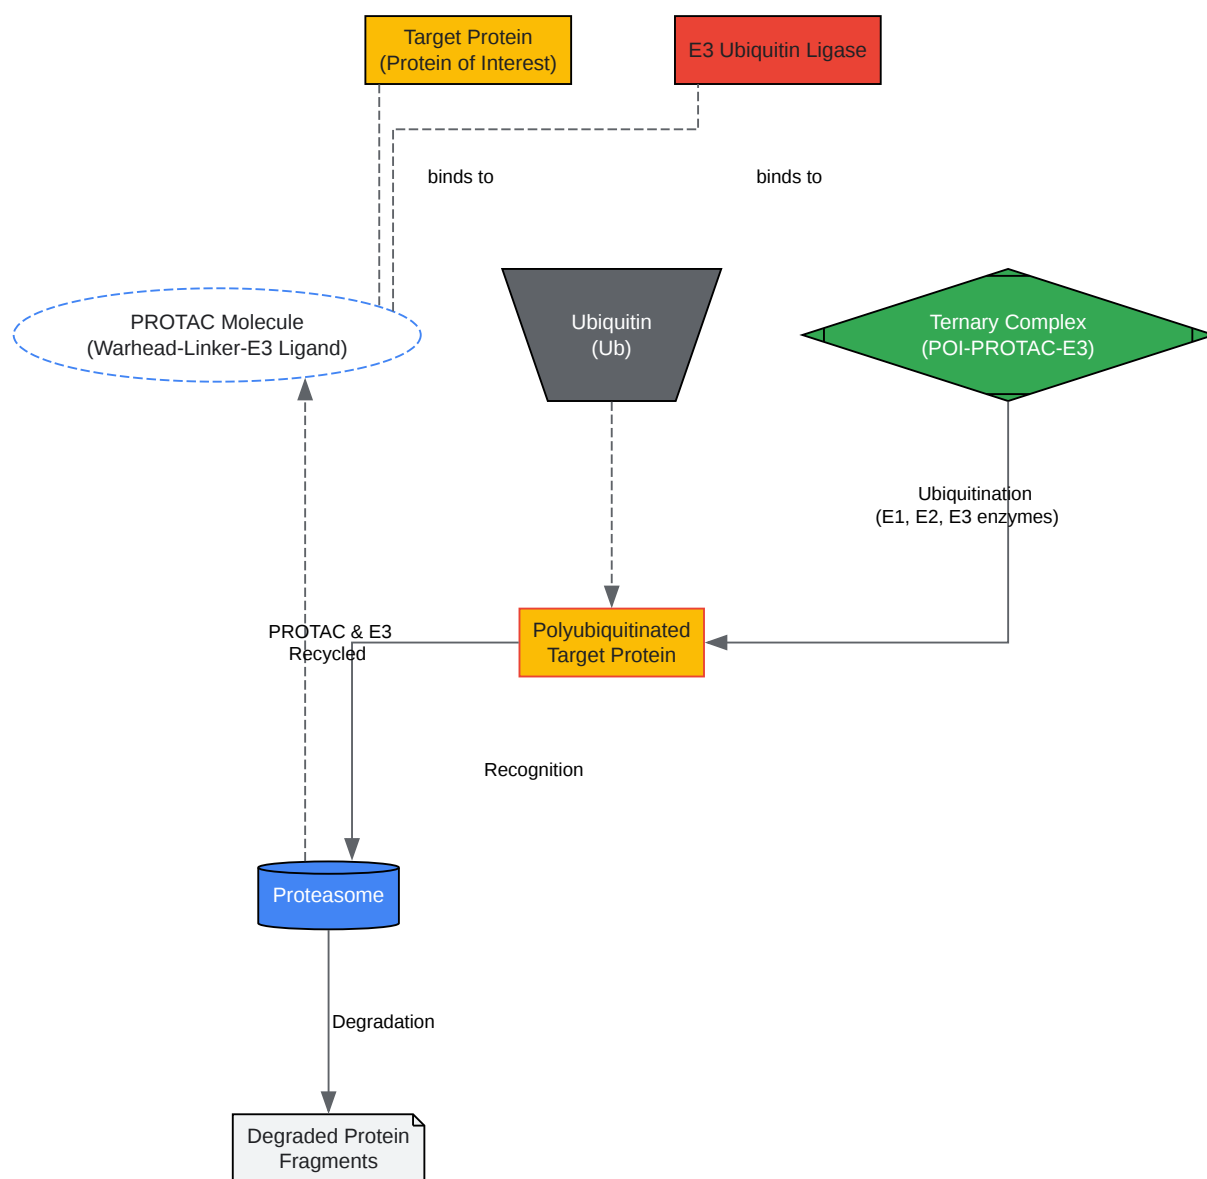 Target Protein
(Protein of Interest)
E3 Ubiquitin Ligase
binds to
binds to
PROTAC Molecule
(Warhead-Linker-E3 Ligand)
Ubiquitin
(Ub)
Ternary Complex
(POI-PROTAC-E3)
Ubiquitination
(E1, E2, E3 enzymes)
PROTAC & E3
Recycled
Polyubiquitinated
Target Protein
Recognition
Proteasome
Degradation
Degraded Protein
Fragments